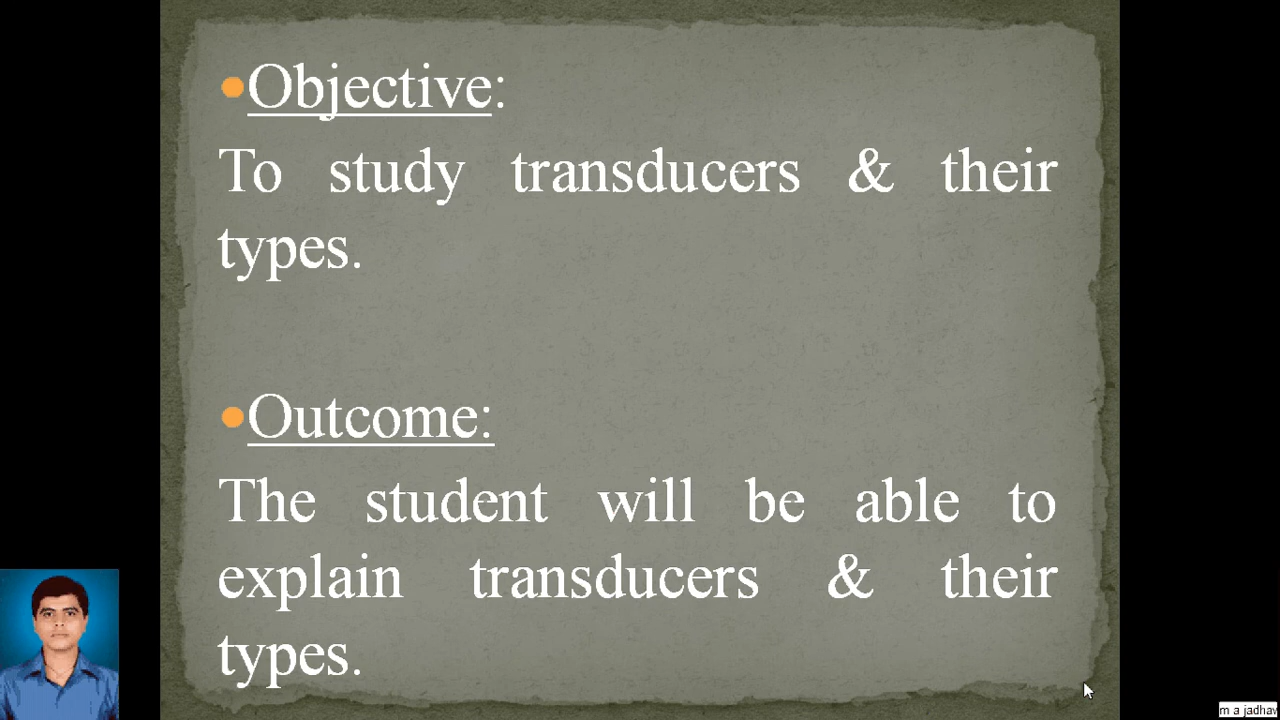 Objective:
To study transducers & their
types.
Outcome:
The student will be able to
explain transducers & their
types.
m a jadhav